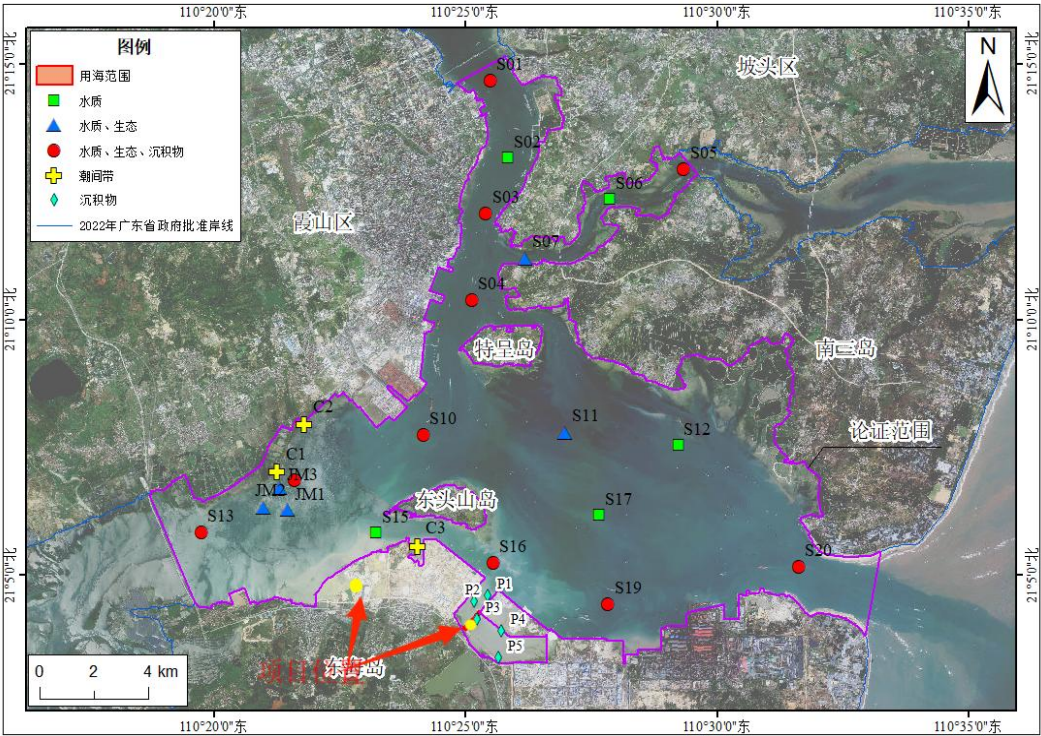 110°20'0"东
110°25'0"东
110°30'0"东
110°35'0"东
图例
用海范围
水质
水质、生态
水质、生态、沉积物
潮间带
沉积物
2022年广东省政府批准岸线
N
坡头区
霞山区
S01
S02
S03
S04
S05
S06
S07
特呈岛
南三岛
论证范围
S10
S11
S12
C2
C1
JM3
JM2
JM1
S13
东头山岛
S15
C3
S16
S17
S19
S20
P1
P2
P3
P4
P5
项目位置
东海岛
0 2 4 km
21°10'0"北
21°5'0"北
110°20'0"东
110°25'0"东
110°30'0"东
110°35'0"东